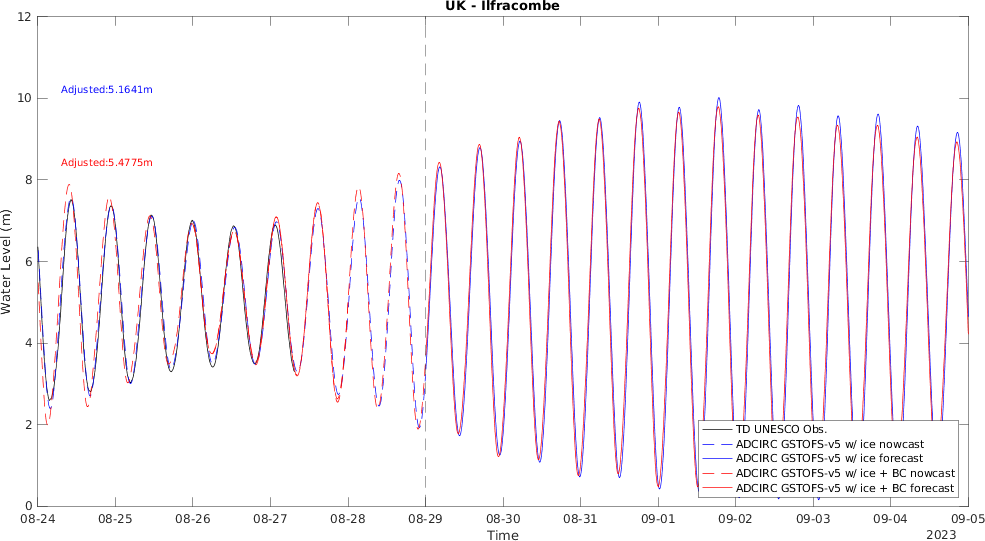 UK - Ilfracombe
12
10
8
6
4
2
0
Water Level (m)
Adjusted:5.1641m
Adjusted:5.4775m
TD UNESCO Obs.
ADCIRC GSTOFS-v5 w/ ice nowcast
ADCIRC GSTOFS-v5 w/ ice forecast
ADCIRC GSTOFS-v5 w/ ice + BC nowcast
ADCIRC GSTOFS-v5 w/ ice + BC forecast
08-24 08-25 08-26 08-27 08-28 08-29 08-30 08-31 09-01 09-02 09-03 09-04 09-05
Time
2023